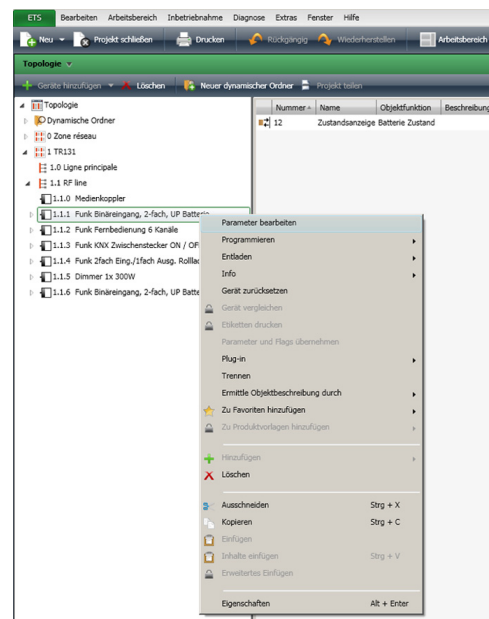 ETS Bearbeiten Arbeitsbereich Inbetriebnahme Diagnose Extras Fenster Hilfe
Neu Projekt schließen Drucken Rückgängig Wiederherstellen Arbeitsbereich
Topologie
Geräte hinzufügen Löschen Neuer dynamischer Ordner Projekt teilen
Topologie
Dynamische Ordner
0 Zone réseau
1 TR131
1.0 Ligne principale
1.1 RF line
1.1.0 Medienkoppler
1.1.1 Funk Binäreingang, 2-fach, UP Batterie
1.1.2 Funk Fernbedienung 6 Kanäle
1.1.3 Funk KNX Zwischenstecker ON / OF
1.1.4 Funk 2fach Eing./1fach Ausg. Rolllad
1.1.5 Dimmer 1x 300W
1.1.6 Funk Binäreingang, 2-fach, UP Batte
Nummer Name Objektfunktion Beschreibung
12 Zustandsanzeige Batterie Zustand
Parameter bearbeiten
Programmieren
Entladen
Info
Gerät zurücksetzen
Gerät vergleichen
Etiketten drucken
Parameter und Flags übernehmen
Plug-in
Trennen
Ermittle Objektbeschreibung durch
Zu Favoriten hinzufügen
Zu Produktvorlagen hinzufügen
Hinzufügen
Löschen
Ausschneiden Strg + X
Kopieren Strg + C
Einfügen
Inhalte einfügen Strg + V
Erweitertes Einfügen
Eigenschaften Alt + Enter